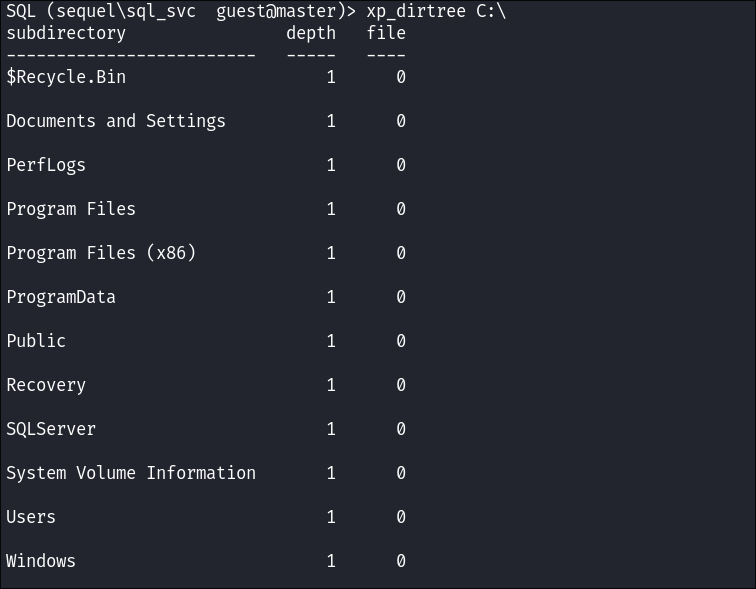 SQL (sequel\sql_svc  guest@master)> xp_dirtree C:\
subdirectory                depth   file
-------------------------   -----   ----
$Recycle.Bin                    1      0
Documents and Settings          1      0
PerfLogs                        1      0
Program Files                   1      0
Program Files (x86)             1      0
ProgramData                     1      0
Public                          1      0
Recovery                        1      0
SQLServer                       1      0
System Volume Information       1      0
Users                           1      0
Windows                         1      0